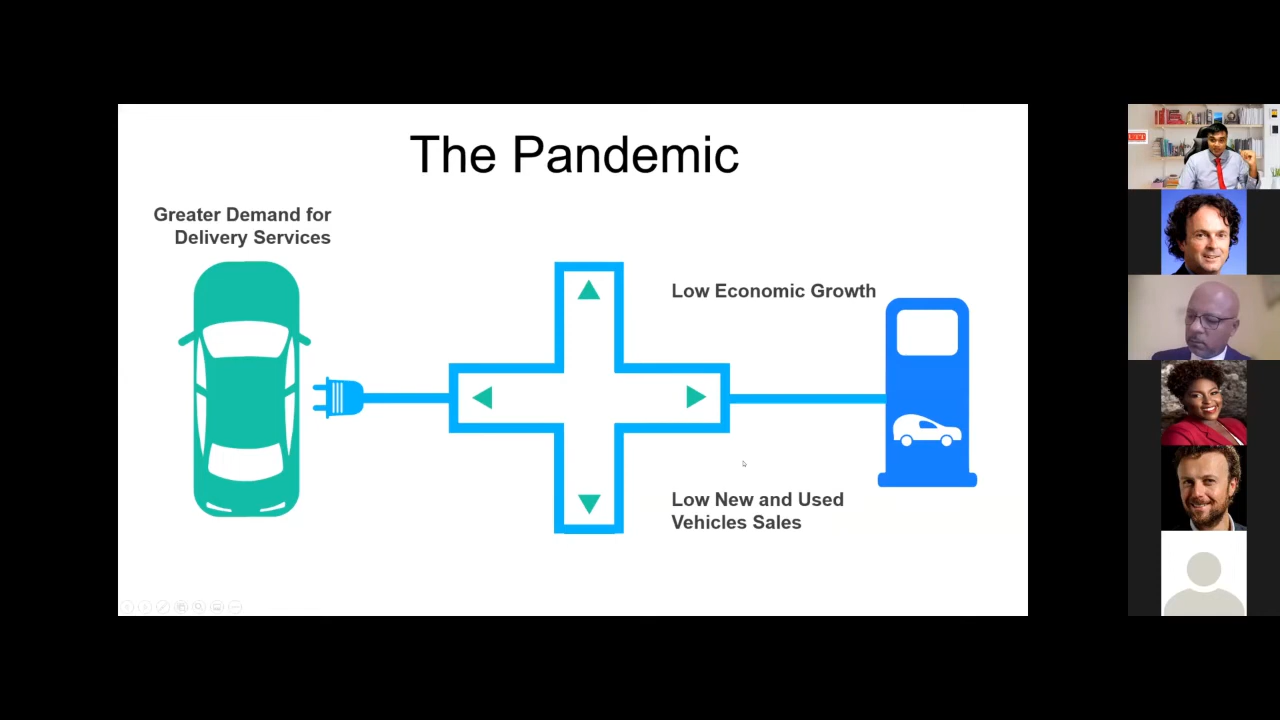 The Pandemic
Greater Demand for
Delivery Services
Low Economic Growth
Low New and Used
Vehicles Sales